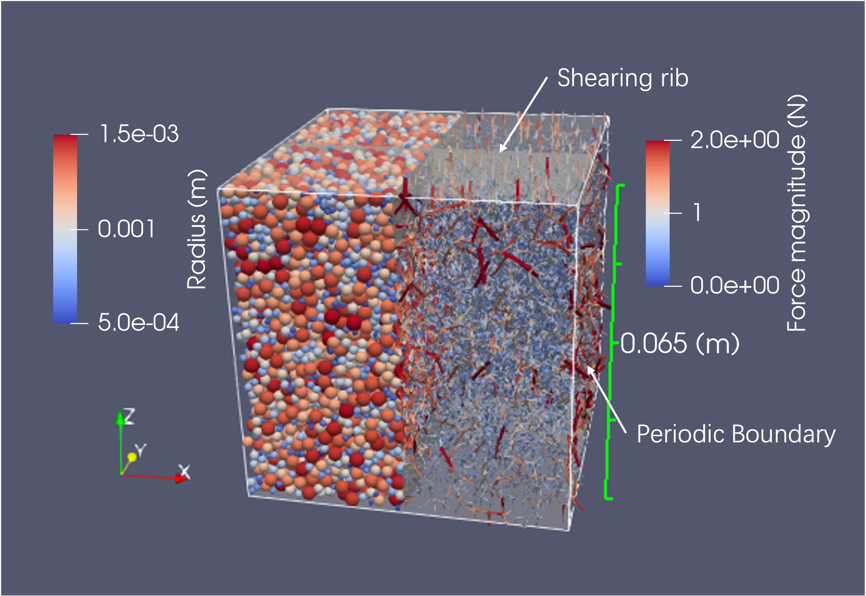 Shearing rib
1.5e-03
0.001
5.0e-04
Radius (m)
2.0e+00
1
0.0e+00
Force magnitude (N)
0.065 (m)
Periodic Boundary
Z
Y
X